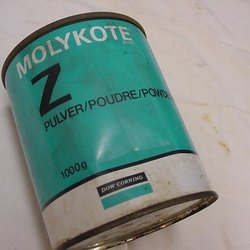 MOLYKOTE
Z
PULVER/POUDRE/POWD
1000g
DOW CORNING